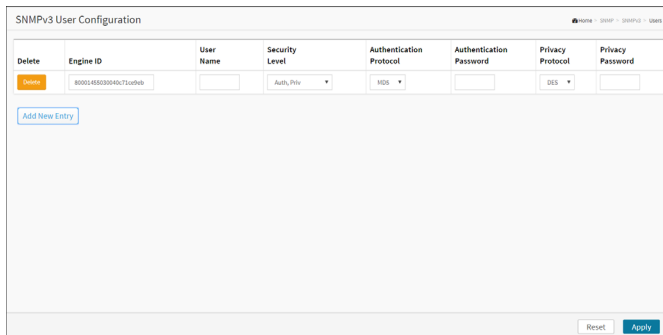 SNMPv3 User Configuration
Home > SNMP > SNMPv3 > Users
Delete Engine ID User Name Security Level Authentication Protocol Authentication Password Privacy Protocol Privacy Password
Delete 80001455030040c71ce9eb Auth, Priv MD5 DES
Add New Entry
Reset Apply